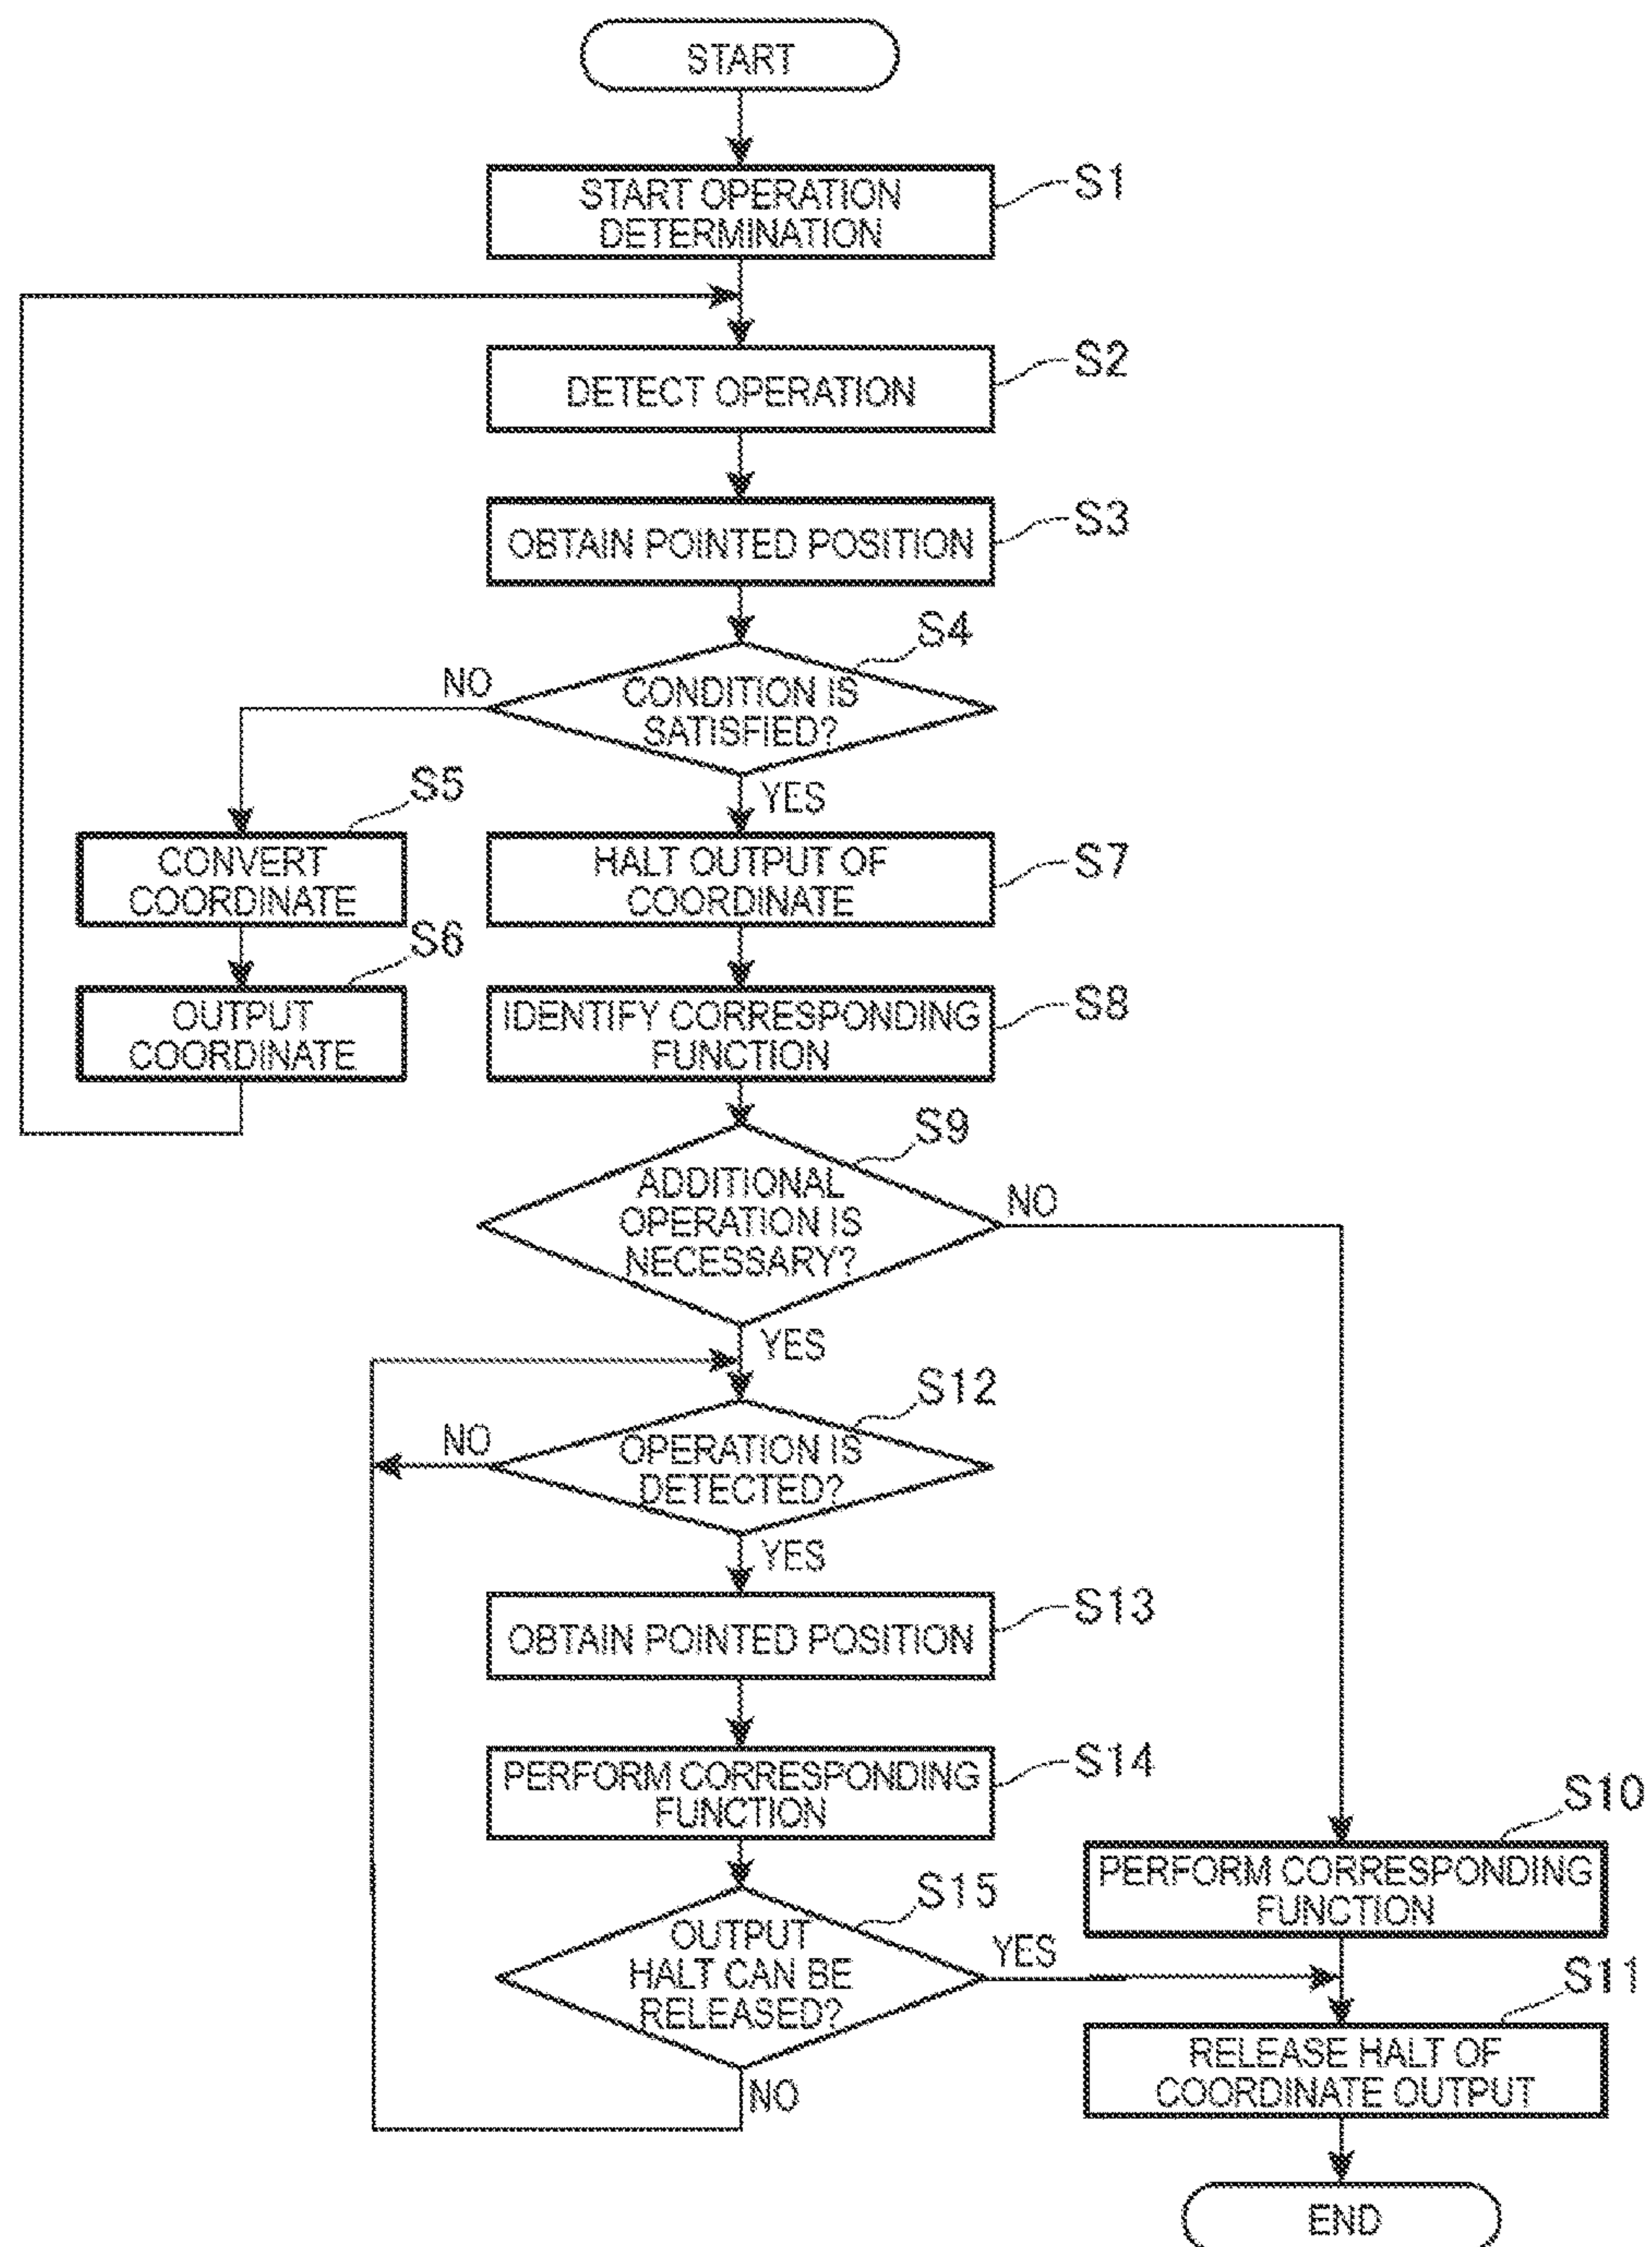 START
START OPERATION
DETERMINATION
S1
DETECT OPERATION
S2
OBTAIN POINTED POSITION
S3
S4
CONDITION IS
SATISFIED?
NO
YES
S5
CONVERT
COORDINATE
S6
OUTPUT
COORDINATE
HALT OUTPUT OF
COORDINATE
S7
IDENTIFY CORRESPONDING
FUNCTION
S8
S9
ADDITIONAL
OPERATION IS
NECESSARY?
NO
YES
S12
OPERATION IS
DETECTED?
NO
YES
OBTAIN POINTED POSITION
S13
PERFORM CORRESPONDING
FUNCTION
S14
S15
OUTPUT
HALT CAN BE
RELEASED?
YES
NO
S10
PERFORM CORRESPONDING
FUNCTION
S11
RELEASE HALT OF
COORDINATE OUTPUT
END